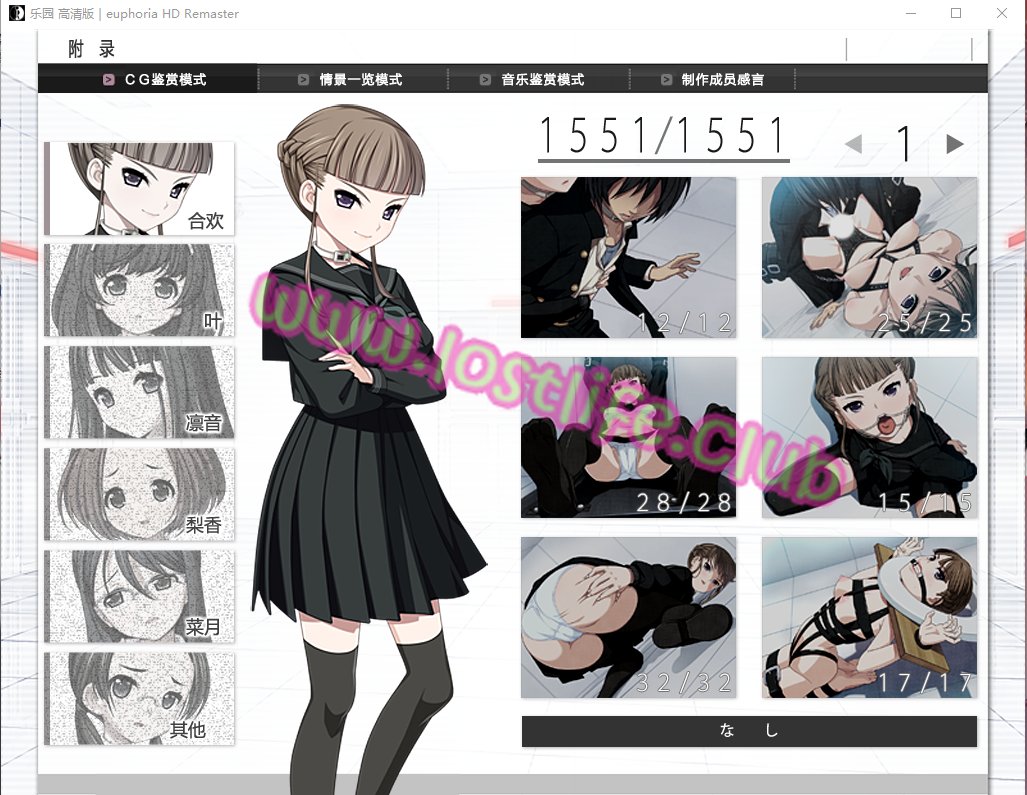 乐园 高清版 | euphoria HD Remaster
附 录
CG鉴赏模式
情景一览模式
音乐鉴赏模式
制作成员感言
1551/1551
1
合欢
叶
凛音
梨香
菜月
其他
12/12
25/25
28/28
15/15
32/32
17/17
なし
www.lostlife.club